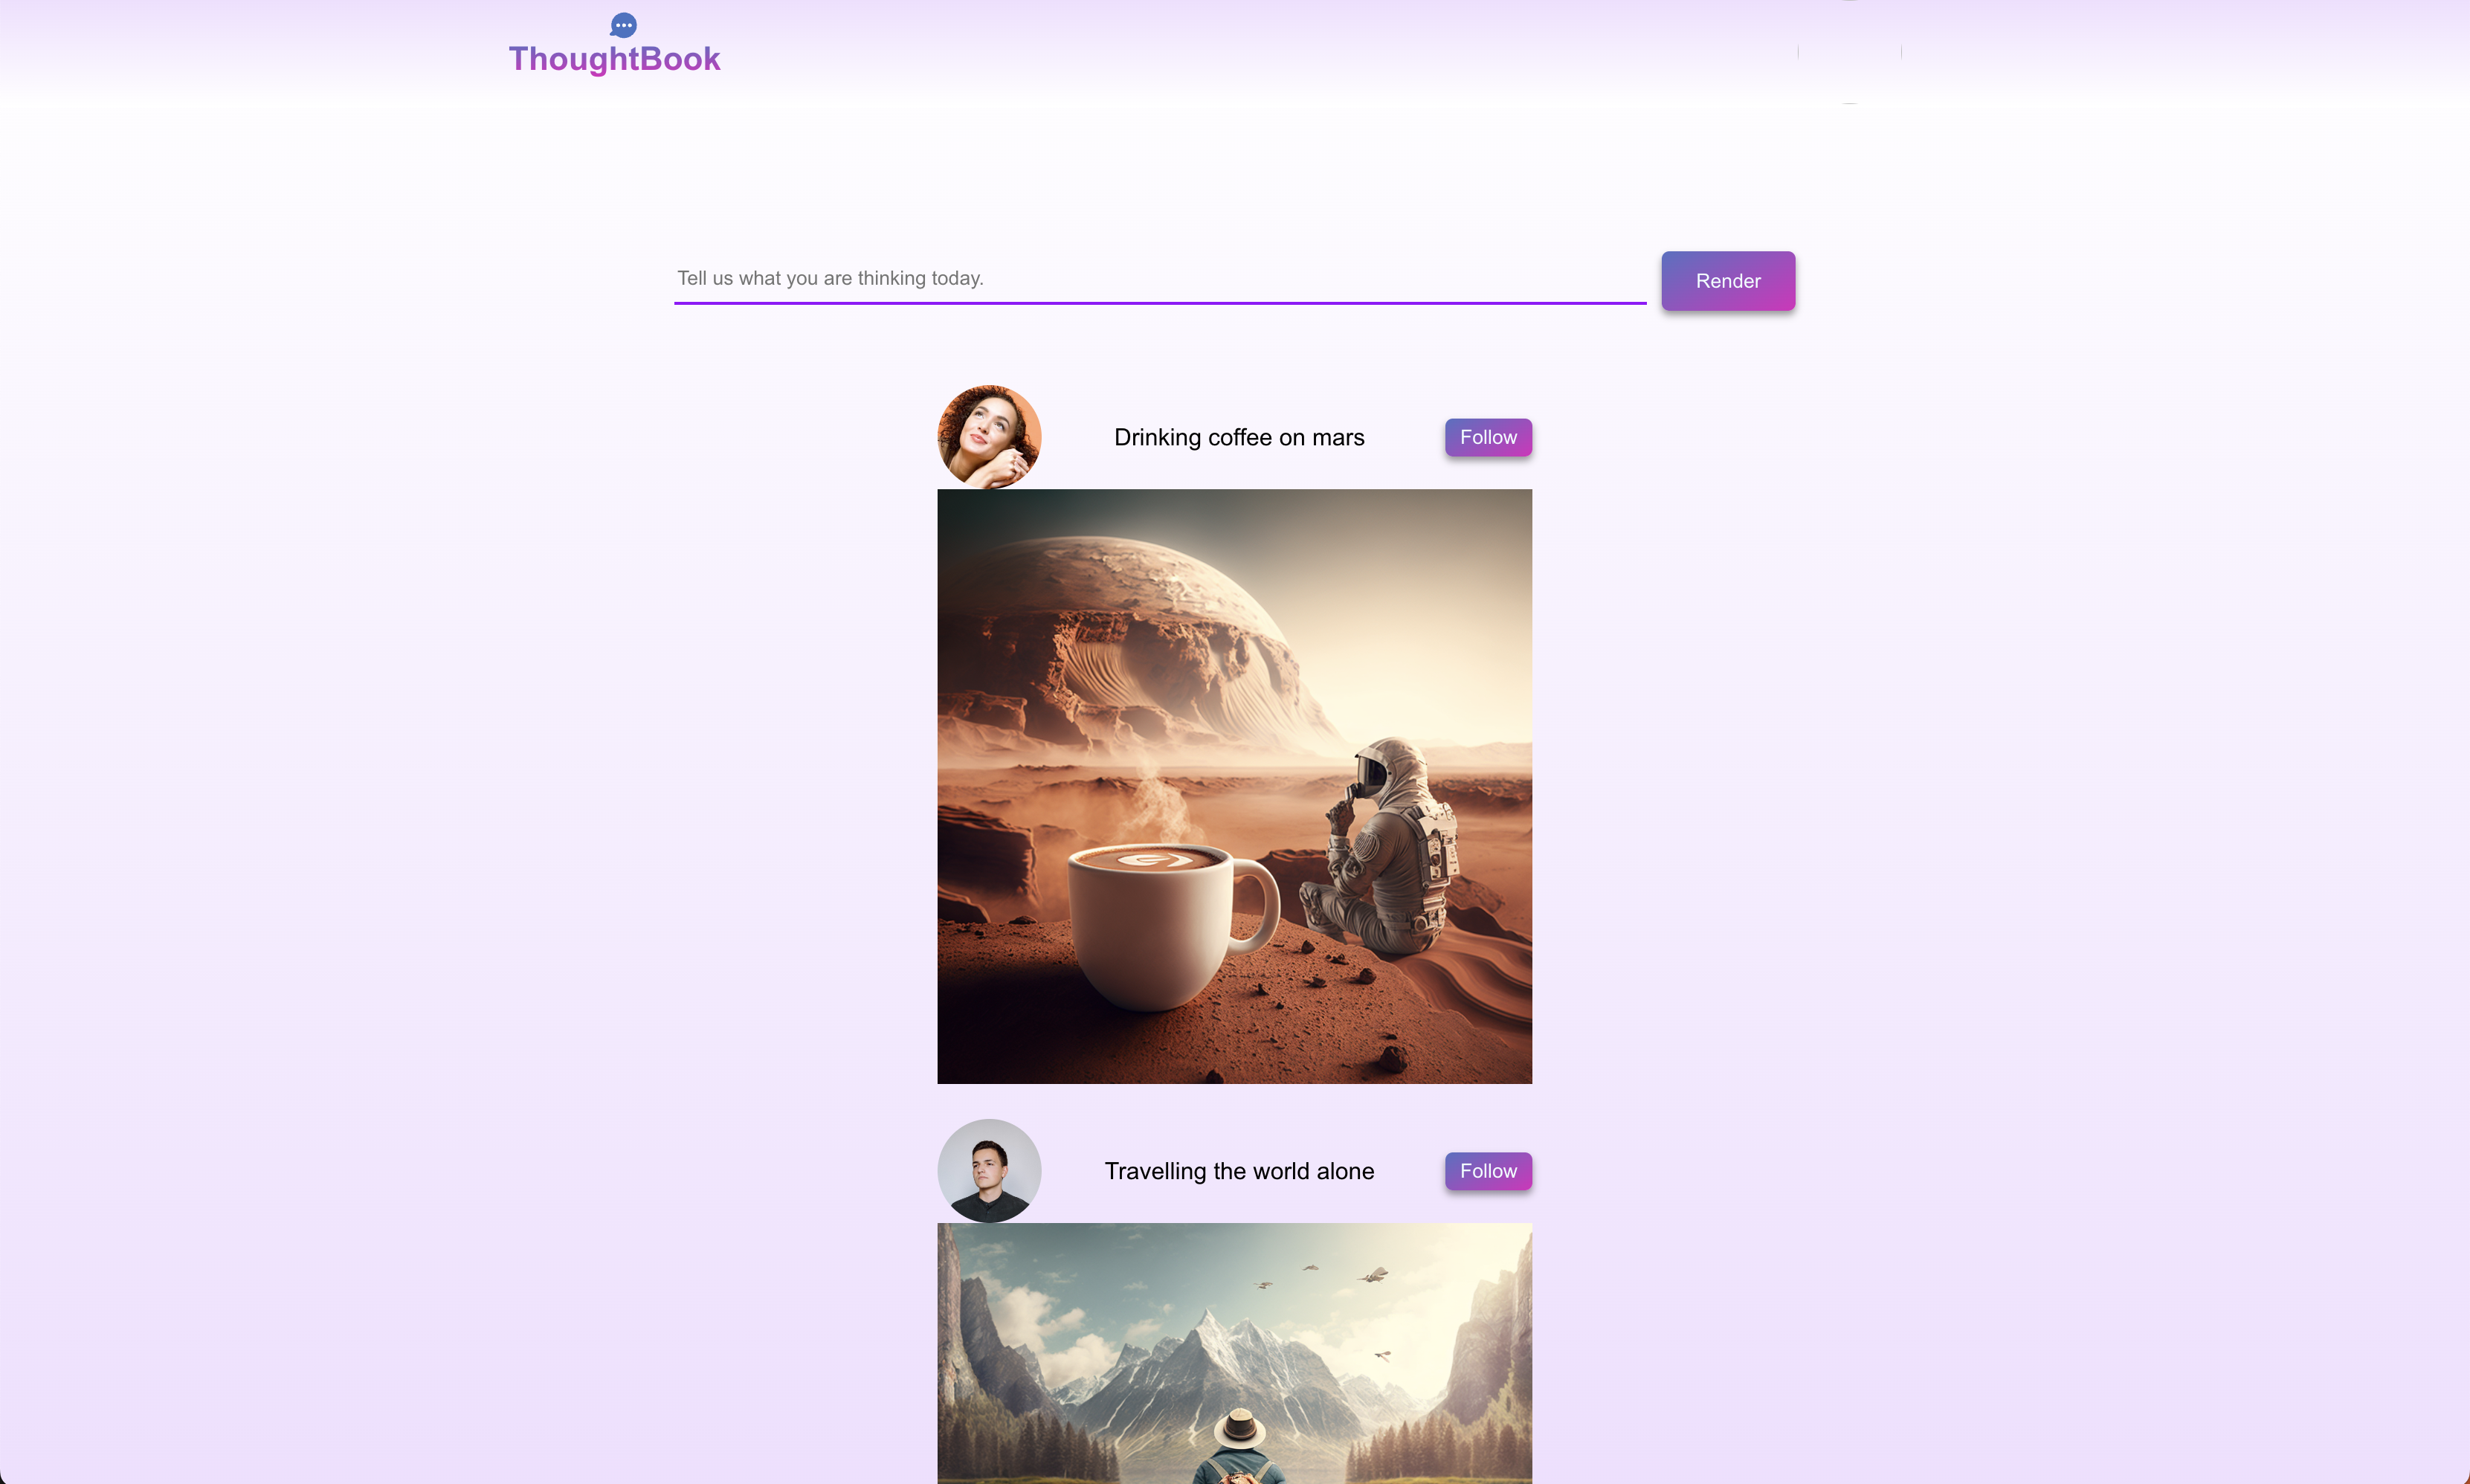 ThoughtBook
Tell us what you are thinking today.
Render
Drinking coffee on mars
Follow
Travelling the world alone
Follow